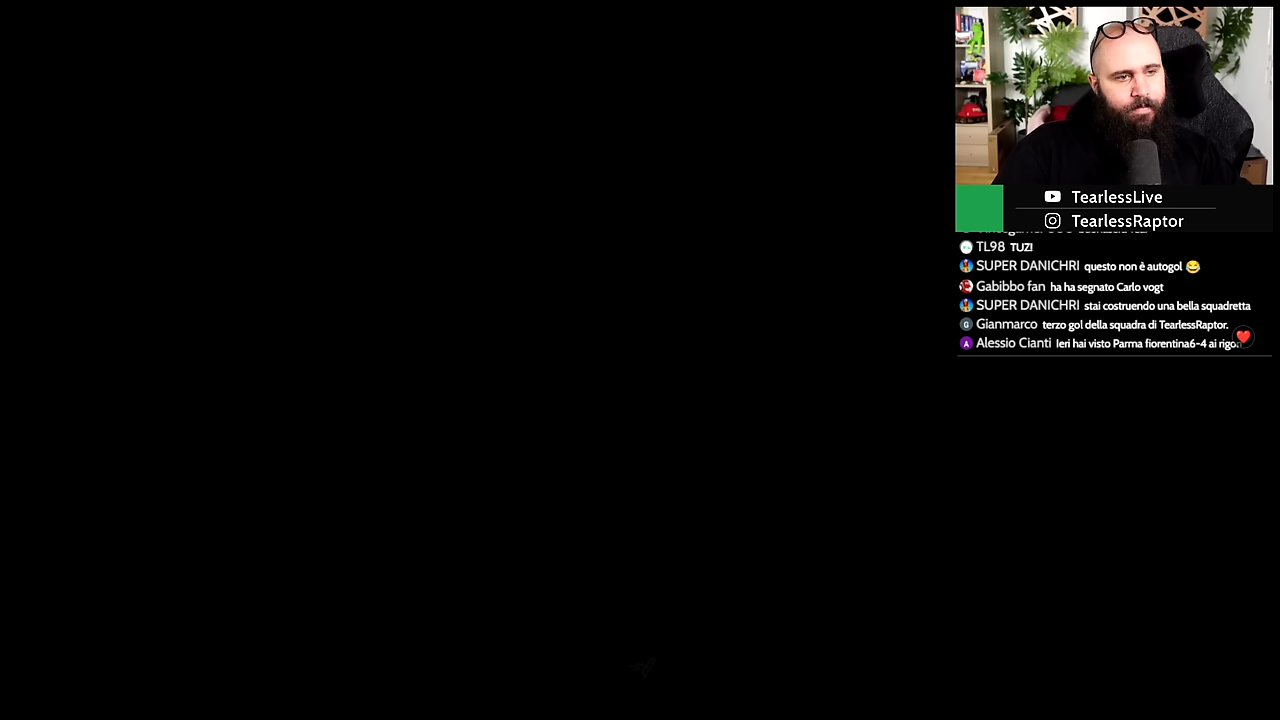 TearlessLive
TearlessRaptor
TL98 TUZ!
SUPER DANICHRI questo non è autogol 😂
Gabibbo fan ha ha segnato Carlo vogt
SUPER DANICHRI stai costruendo una bella squadretta
G Gianmarco terzo gol della squadra di TearlessRaptor.
A Alessio Cianti Ieri hai visto Parma fiorentina6-4 ai